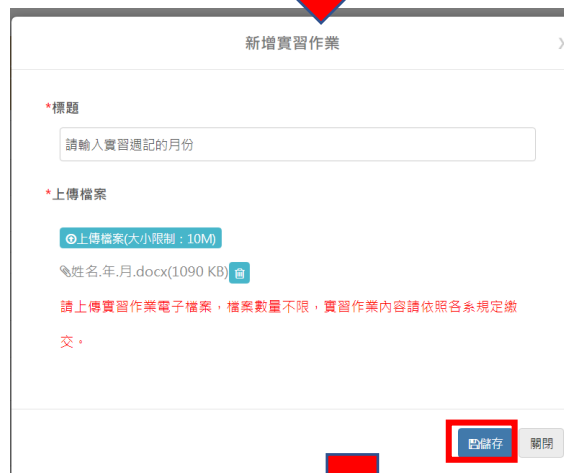 新增實習作業
*標題
請輸入實習週記的月份
*上傳檔案
上傳檔案(大小限制：10M)
姓名.年.月.docx(1090 KB)
請上傳實習作業電子檔案，檔案數量不限，實習作業內容請依照各系規定繳
交。
儲存 關閉